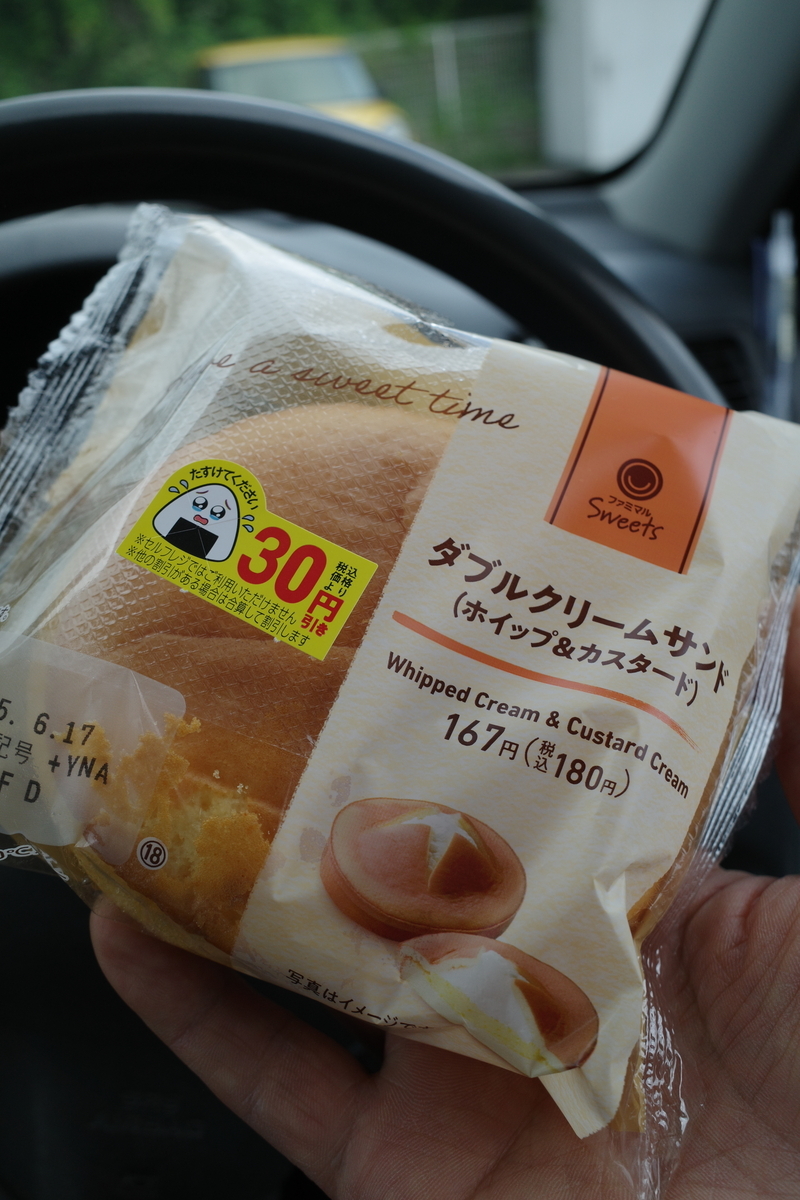 a sweet time
ファミマル
Sweets
たすけてください
30円引き
税込価格より
※セルフレジではご利用いただけません
※他の割引がある場合は合算して割引します
ダブルクリームサンド
(ホイップ&カスタード)
Whipped Cream & Custard Cream
167円(税込180円)
5. 6.17
記号 +YNA
F D
⑱
写真はイメージ